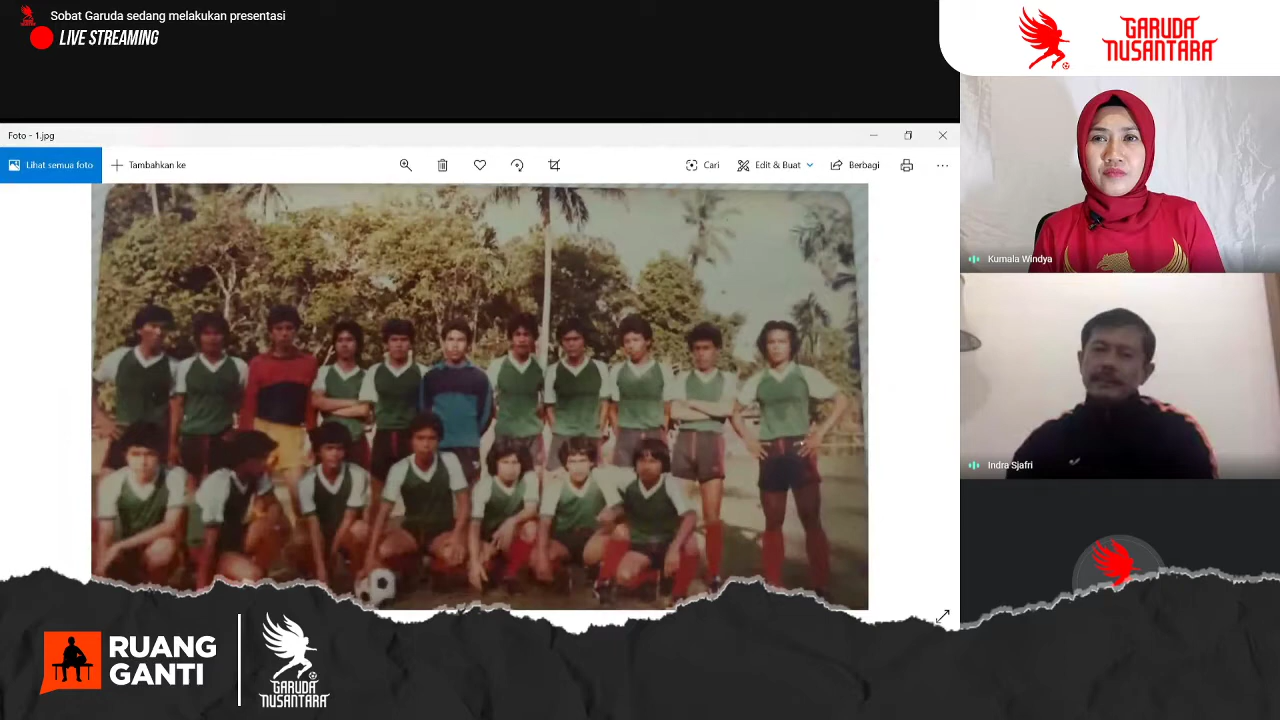 Sobat Garuda sedang melakukan presentasi
LIVE STREAMING
GARUDA
NUSANTARA
Foto - 1.jpg
Lihat semua foto
Tambahkan ke
Cari
Edit & Buat
Berbagi
Kumala Windya
Indra Sjafri
RUANG
GANTI
GARUDA
NUSANTARA